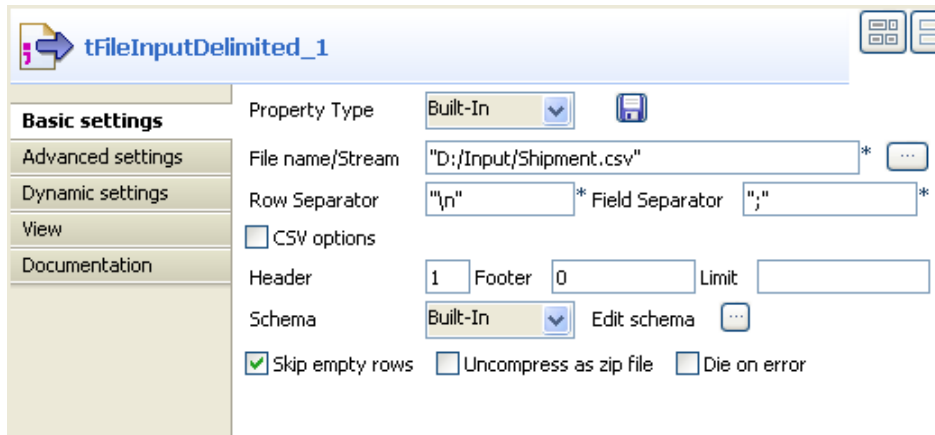 tFileInputDelimited_1
Basic settings
Advanced settings
Dynamic settings
View
Documentation
Property Type Built-In
File name/Stream "D:/Input/Shipment.csv" * ...
Row Separator "\n" * Field Separator ";" *
CSV options
Header 1 Footer 0 Limit
Schema Built-In Edit schema ...
Skip empty rows Uncompress as zip file Die on error